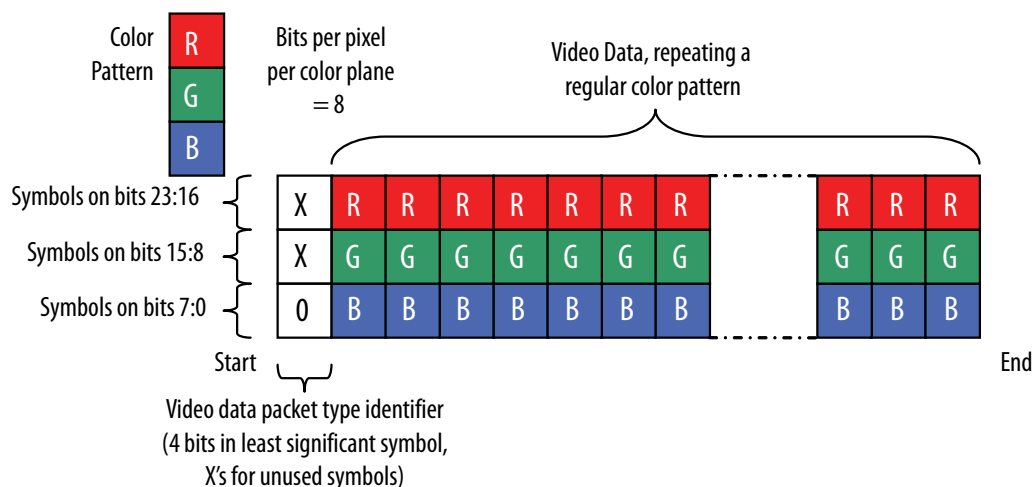 Color
Pattern
R
G
B
Bits per pixel
per color plane
= 8
Video Data, repeating a
regular color pattern
Symbols on bits 23:16
X R R R R R R R R R R
Symbols on bits 15:8
X G G G G G G G G G G
Symbols on bits 7:0
0 B B B B B B B B B B
Start
End
Video data packet type identifier
(4 bits in least significant symbol,
X's for unused symbols)